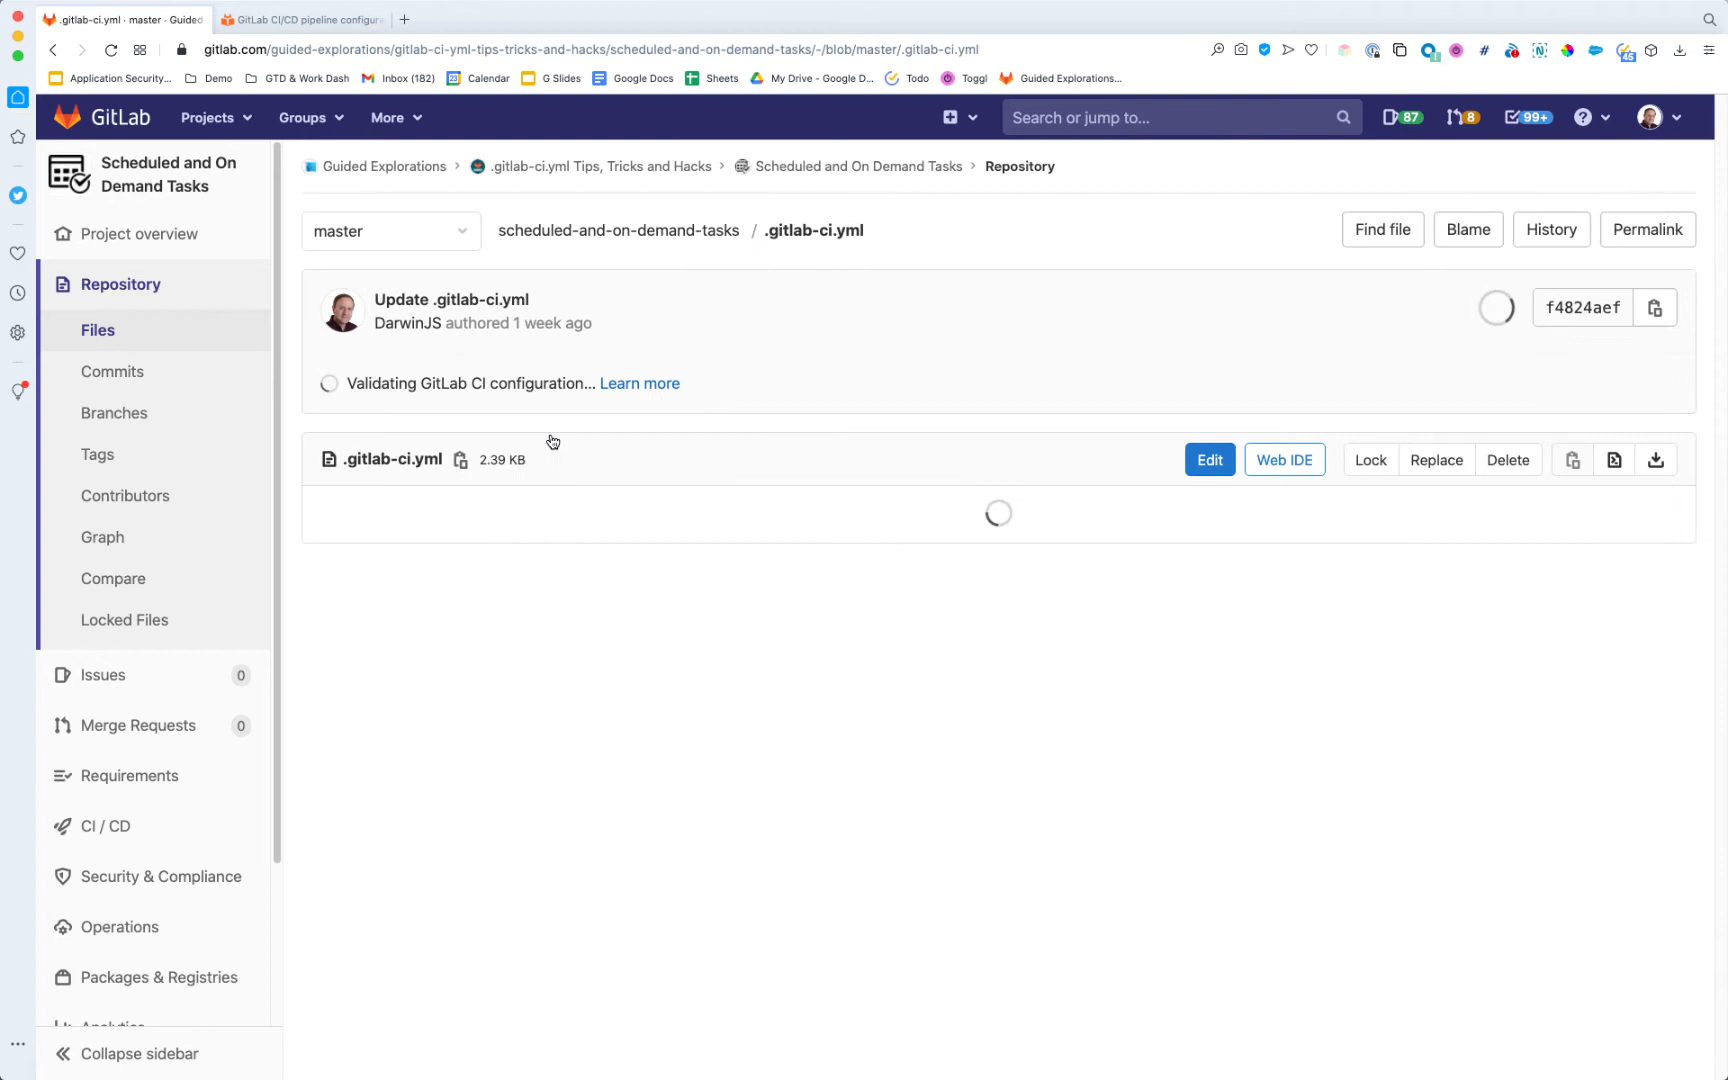 .gitlab-ci.yml · master · Guided
GitLab CI/CD pipeline configura
gitlab.com/guided-explorations/gitlab-ci-yml-tips-tricks-and-hacks/scheduled-and-on-demand-tasks/-/blob/master/.gitlab-ci.yml
45
Application Security... Demo GTD & Work Dash Inbox (182) Calendar G Slides Google Docs Sheets My Drive - Google D... Todo Toggl Guided Explorations...
GitLab Projects Groups More Search or jump to... 87 8 99+
Scheduled and On
Demand Tasks
Guided Explorations › .gitlab-ci.yml Tips, Tricks and Hacks › Scheduled and On Demand Tasks › Repository
master scheduled-and-on-demand-tasks / .gitlab-ci.yml Find file Blame History Permalink
Project overview
Repository
Files
Commits
Branches
Tags
Contributors
Graph
Compare
Locked Files
Issues 0
Merge Requests 0
Requirements
CI / CD
Security & Compliance
Operations
Packages & Registries
Analytics
Collapse sidebar
Update .gitlab-ci.yml
DarwinJS authored 1 week ago
f4824aef
Validating GitLab CI configuration... Learn more
.gitlab-ci.yml 2.39 KB Edit Web IDE Lock Replace Delete